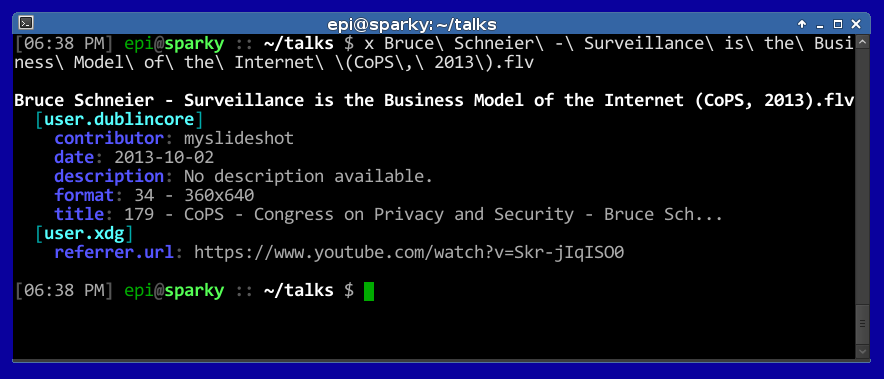 epi@sparky:~/talks
[06:38 PM] epi@sparky :: ~/talks $ x Bruce\ Schneier\ -\ Surveillance\ is\ the\ Busi
ness\ Model\ of\ the\ Internet\ \(CoPS\,\ 2013\).flv
Bruce Schneier - Surveillance is the Business Model of the Internet (CoPS, 2013).flv
[user.dublincore]
contributor: myslideshot
date: 2013-10-02
description: No description available.
format: 34 - 360x640
title: 179 - CoPS - Congress on Privacy and Security - Bruce Sch...
[user.xdg]
referrer.url: https://www.youtube.com/watch?v=Skr-jIqISO0
[06:38 PM] epi@sparky :: ~/talks $